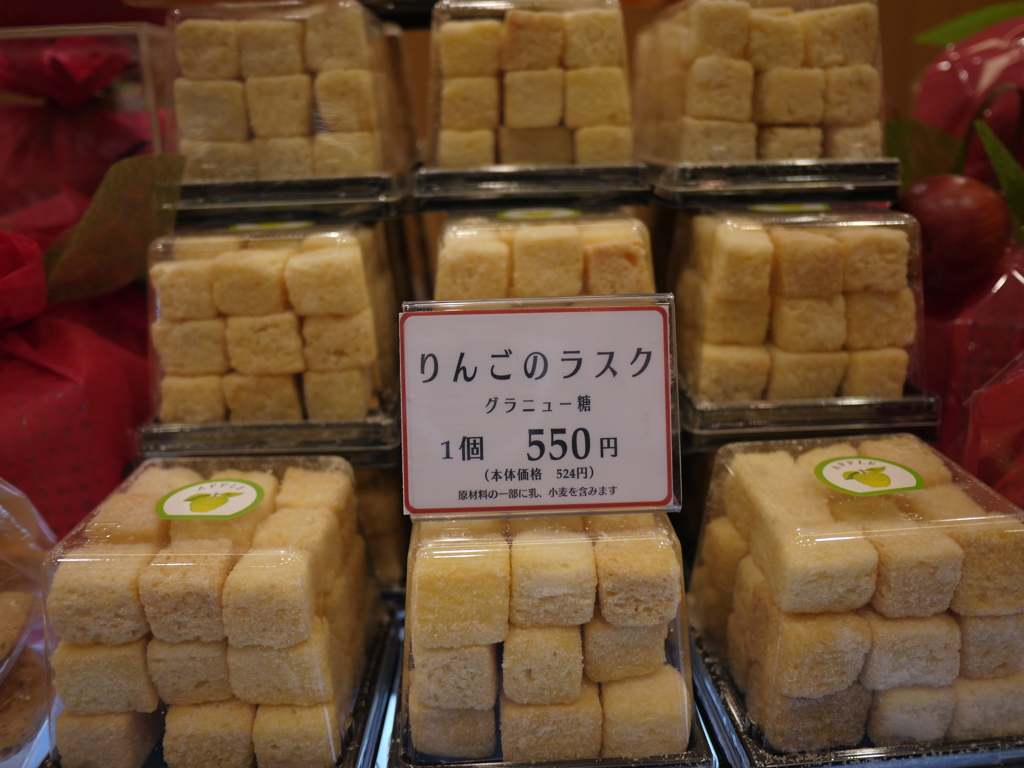 りんごのラスク
グラニュー糖
1個 550円
(本体価格 524円)
原材料の一部に乳、小麦を含みます
APPLE
APPLE